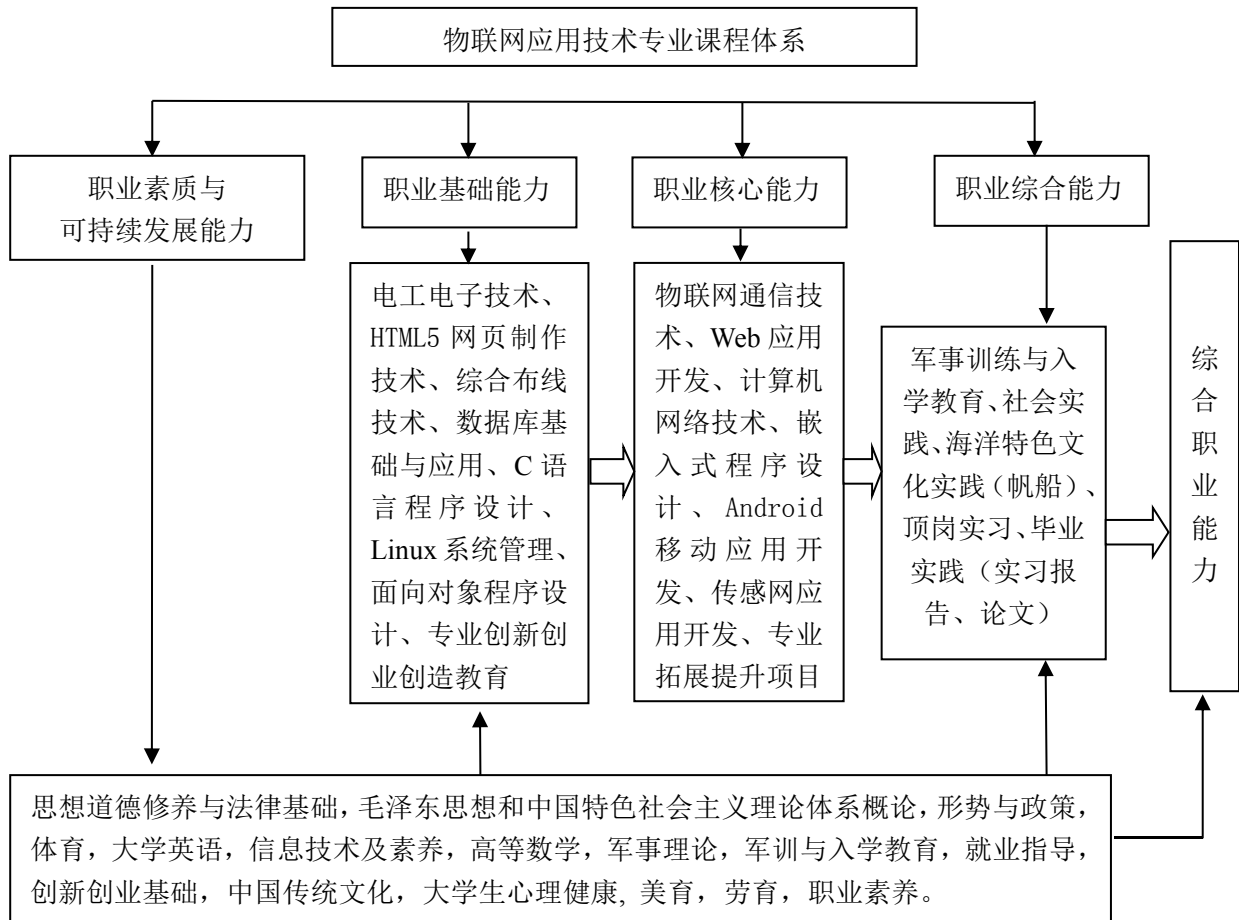 物联网应用技术专业课程体系
职业素质与
可持续发展能力
职业基础能力
职业核心能力
职业综合能力
电工电子技术、
HTML5 网页制作
技术、综合布线
技术、数据库基
础与应用、C 语
言程序设计、
Linux 系统管理、
面向对象程序设
计、专业创新创
业创造教育
物联网通信技
术、Web 应用
开发、计算机
网络技术、嵌
入式程序设
计、Android
移动应用开
发、传感网应
用开发、专业
拓展提升项目
军事训练与入
学教育、社会实
践、海洋特色文
化实践（帆船）、
顶岗实习、毕业
实践（实习报
告、论文）
综
合
职
业
能
力
思想道德修养与法律基础，毛泽东思想和中国特色社会主义理论体系概论，形势与政策，
体育，大学英语，信息技术及素养，高等数学，军事理论，军训与入学教育，就业指导，
创新创业基础，中国传统文化，大学生心理健康, 美育，劳育，职业素养。